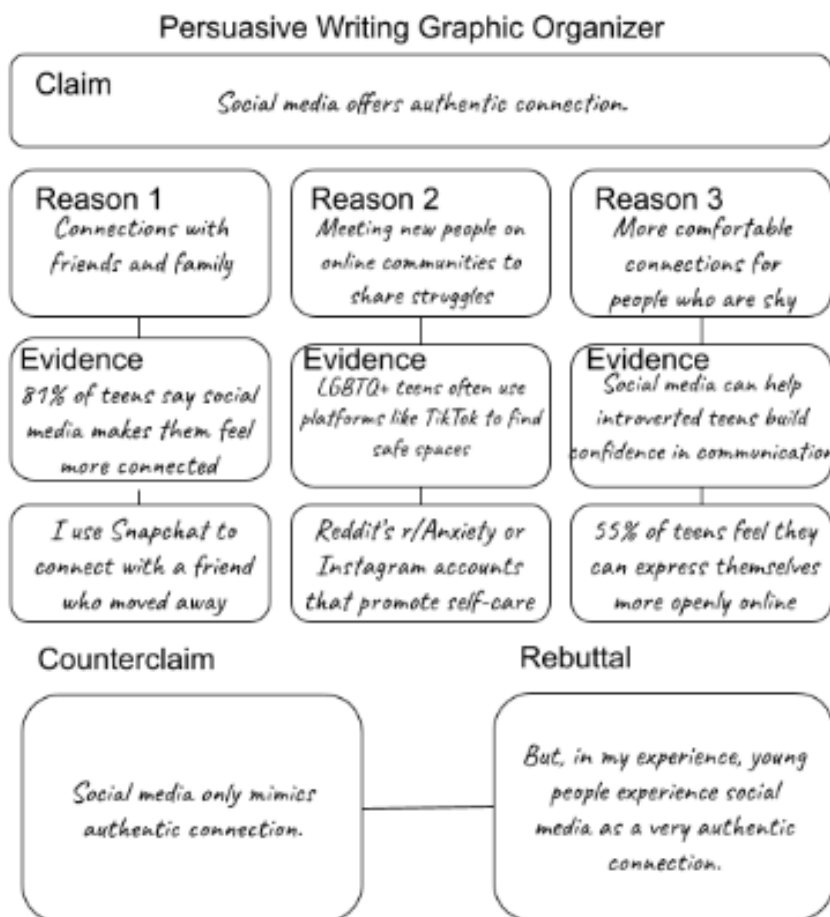 Persuasive Writing Graphic Organizer
Claim
Social media offers authentic connection.
Reason 1
Connections with
friends and family
Reason 2
Meeting new people on
online communities to
share struggles
Reason 3
More comfortable
connections for
people who are shy
Evidence
81% of teens say social
media makes them feel
more connected
Evidence
LGBTQ+ teens often use
platforms like TikTok to find
safe spaces
Evidence
Social media can help
introverted teens build
confidence in communication
I use Snapchat to
connect with a friend
who moved away
Reddit's r/Anxiety or
Instagram accounts
that promote self-care
55% of teens feel they
can express themselves
more openly online
Counterclaim
Social media only mimics
authentic connection.
Rebuttal
But, in my experience, young
people experience social
media as a very authentic
connection.